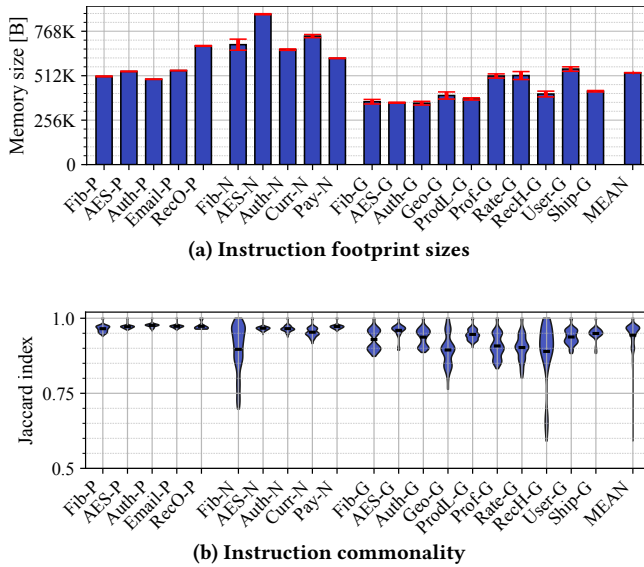 Memory size [B]
768K
512K
256K
0
Fib-P
AES-P
Auth-P
Email-P
RecO-P
Fib-N
AES-N
Auth-N
Curr-N
Pay-N
Fib-G
AES-G
Auth-G
Geo-G
ProdL-G
Prof-G
Rate-G
RecH-G
User-G
Ship-G
MEAN
(a) Instruction footprint sizes
Jaccard index
1.0
0.75
0.5
Fib-P
AES-P
Auth-P
Email-P
RecO-P
Fib-N
AES-N
Auth-N
Curr-N
Pay-N
Fib-G
AES-G
Auth-G
Geo-G
ProdL-G
Prof-G
Rate-G
RecH-G
User-G
Ship-G
MEAN
(b) Instruction commonality